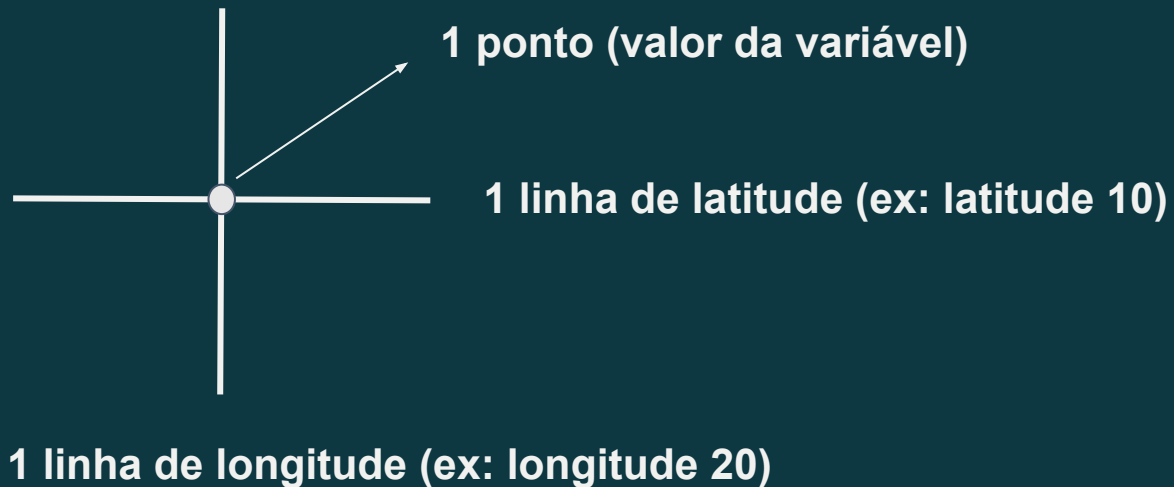 1 ponto (valor da variável)
1 linha de latitude (ex: latitude 10)
1 linha de longitude (ex: longitude 20)